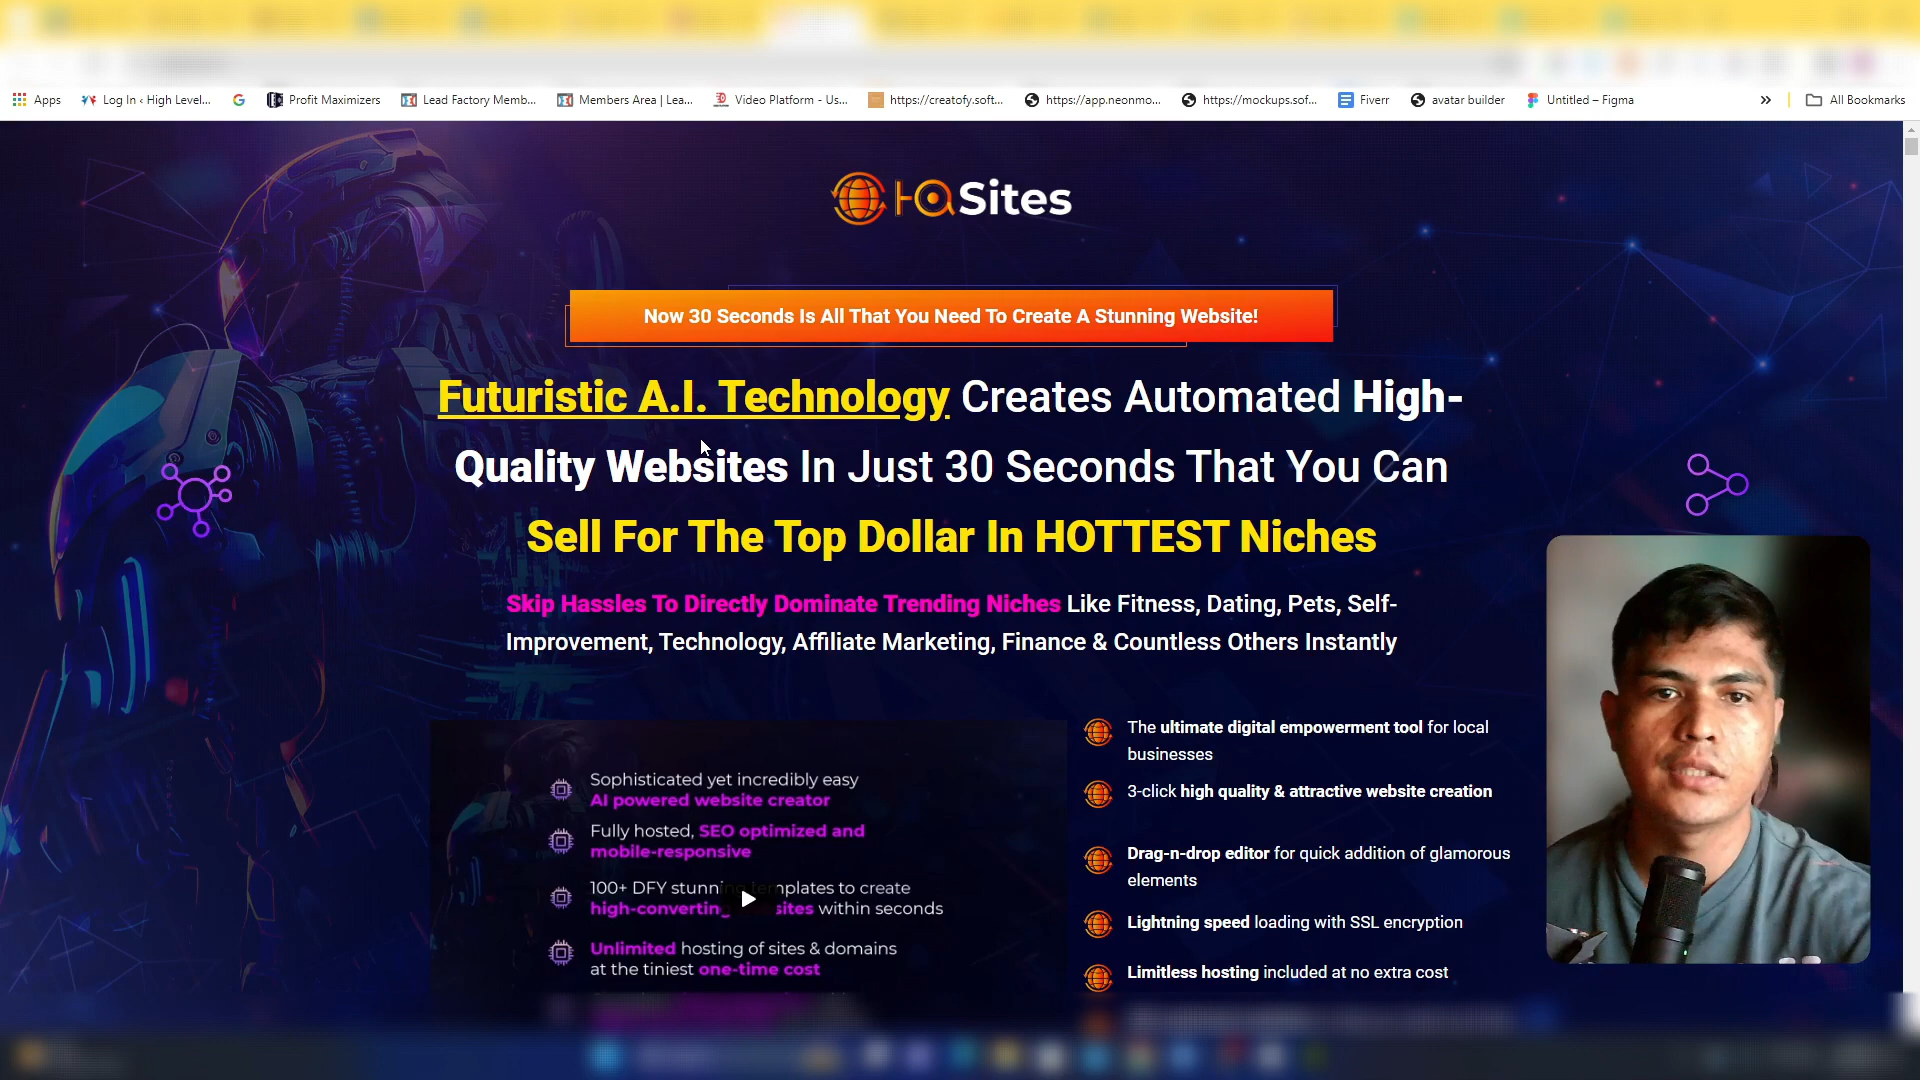 Apps Log In ‹ High Level... Profit Maximizers Lead Factory Memb... Members Area | Lea... Video Platform - Us... https://creatofy.soft... https://app.neonmo... https://mockups.sof... Fiverr avatar builder Untitled – Figma » All Bookmarks
HQSites
Now 30 Seconds Is All That You Need To Create A Stunning Website!
Futuristic A.I. Technology Creates Automated High-
Quality Websites In Just 30 Seconds That You Can
Sell For The Top Dollar In HOTTEST Niches
Skip Hassles To Directly Dominate Trending Niches Like Fitness, Dating, Pets, Self-
Improvement, Technology, Affiliate Marketing, Finance & Countless Others Instantly
Sophisticated yet incredibly easy
AI powered website creator
Fully hosted, SEO optimized and
mobile-responsive
100+ DFY stunning templates to create
high-converting sites within seconds
Unlimited hosting of sites & domains
at the tiniest one-time cost
The ultimate digital empowerment tool for local
businesses
3-click high quality & attractive website creation
Drag-n-drop editor for quick addition of glamorous
elements
Lightning speed loading with SSL encryption
Limitless hosting included at no extra cost